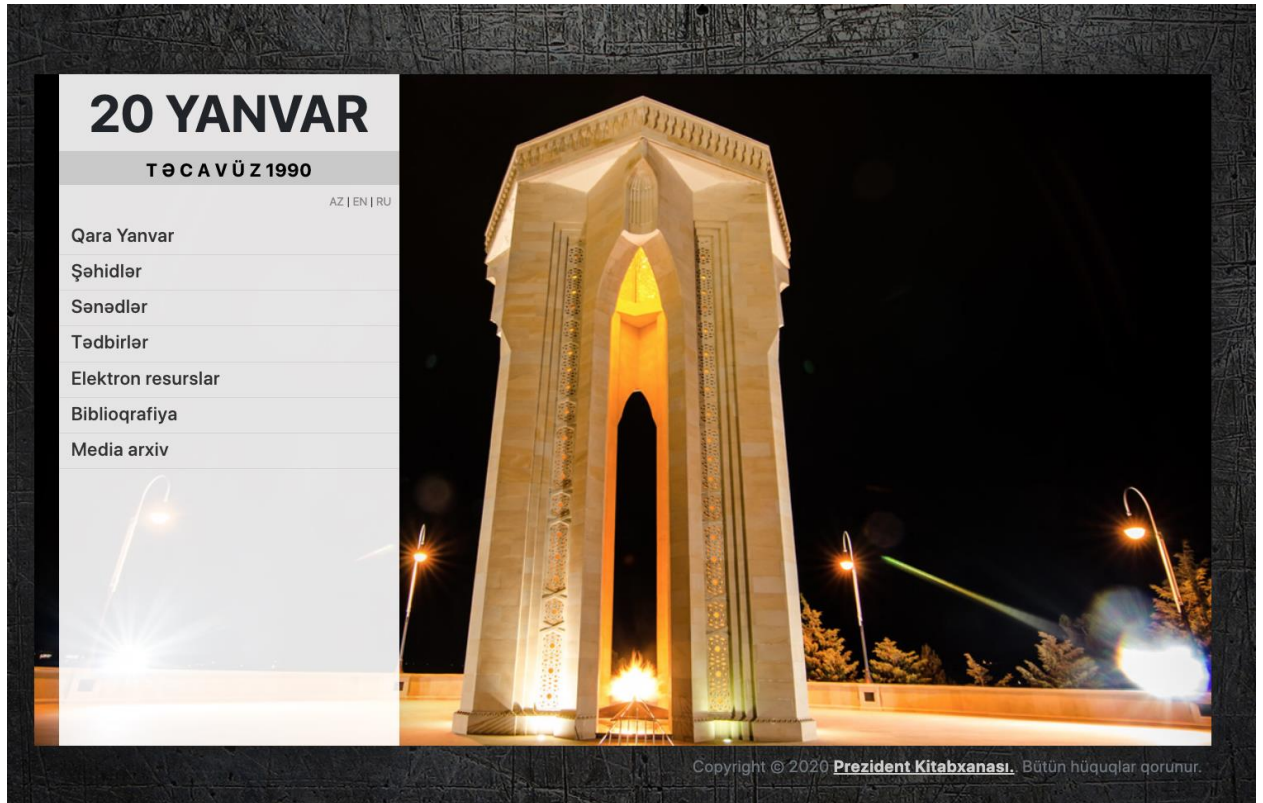 20 YANVAR
TƏCAVÜZ 1990
AZ | EN | RU
Qara Yanvar
Şəhidlər
Sənədlər
Tədbirlər
Elektron resurslar
Biblioqrafiya
Media arxiv
Copyright © 2020 Prezident Kitabxanası.. Bütün hüquqlar qorunur.